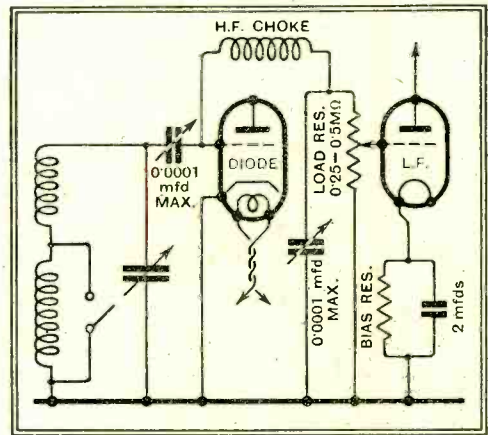 H.F. CHOKE
0·0001
mfd
MAX.
DIODE
LOAD RES.
0·25–0·5MΩ
L.F.
0·0001 mfd
MAX.
BIAS RES.
2 mfds